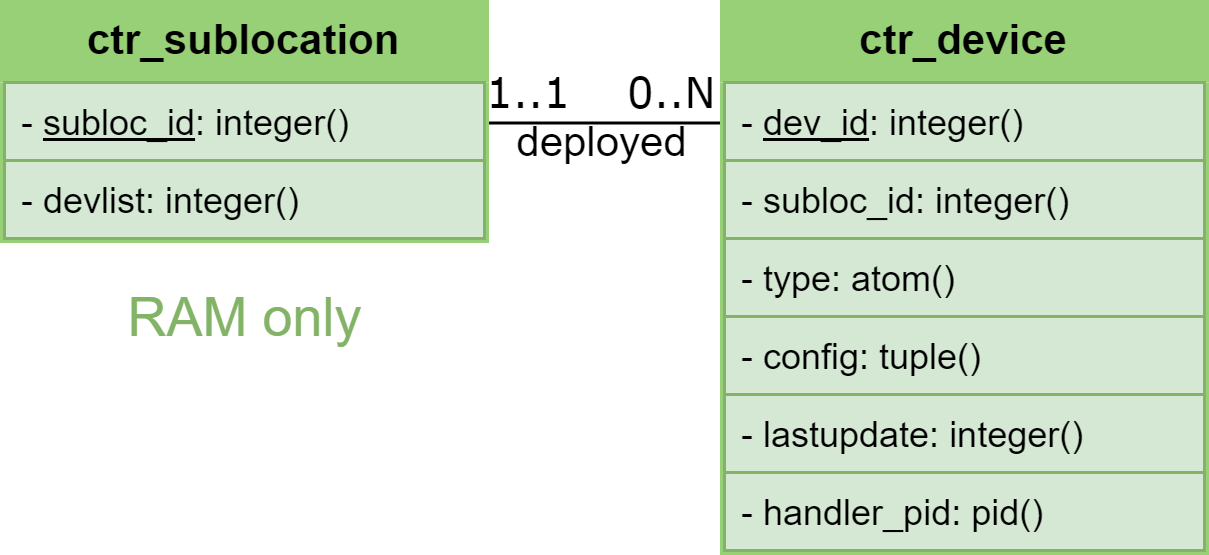 ctr_sublocation
- subloc_id: integer()
- devlist: integer()
RAM only
1..1 0..N
deployed
ctr_device
- dev_id: integer()
- subloc_id: integer()
- type: atom()
- config: tuple()
- lastupdate: integer()
- handler_pid: pid()